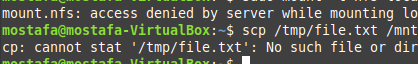 mount.nfs: access denied by server while mounting lo
mostafa@mostafa-VirtualBox:~$ scp /tmp/file.txt /mnt
cp: cannot stat '/tmp/file.txt': No such file or dir
mostafa@mostafa-VirtualBox:~$